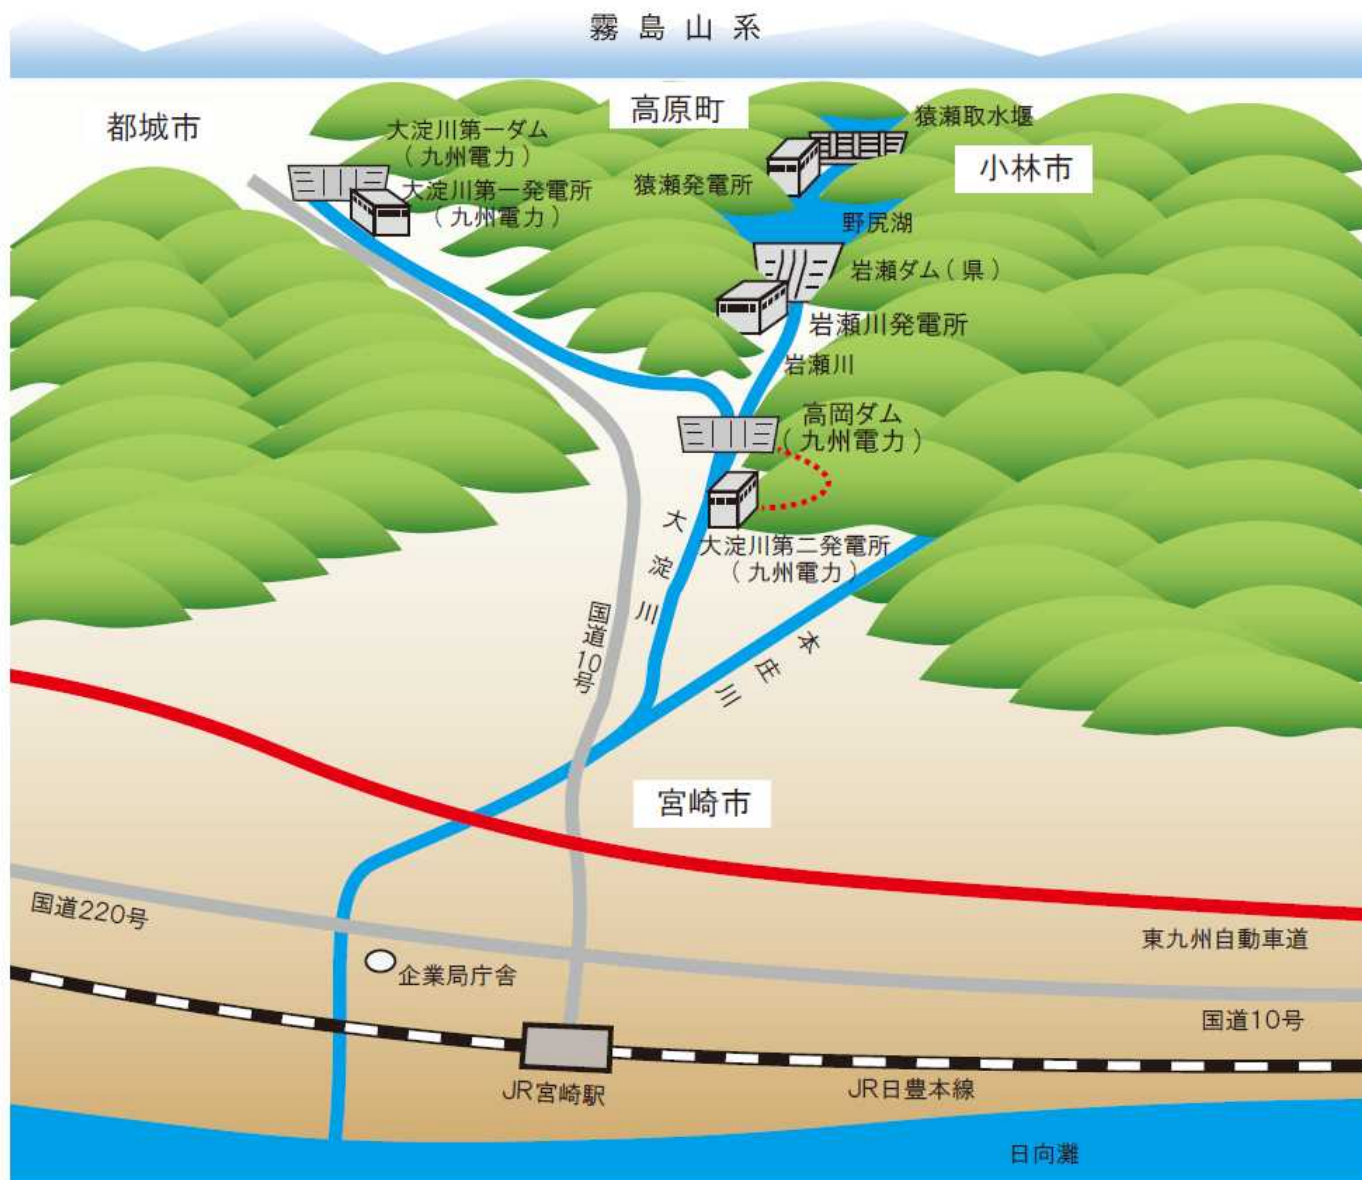 霧島山系
都城市
高原町
猿瀬取水堰
大淀川第一ダム
(九州電力)
小林市
猿瀬発電所
大淀川第一発電所
(九州電力)
野尻湖
岩瀬ダム(県)
岩瀬川発電所
岩瀬川
高岡ダム
(九州電力)
大淀川
大淀川第二発電所
(九州電力)
国道10号
本庄川
宮崎市
国道220号
東九州自動車道
企業局庁舎
国道10号
JR宮崎駅
JR日豊本線
日向灘